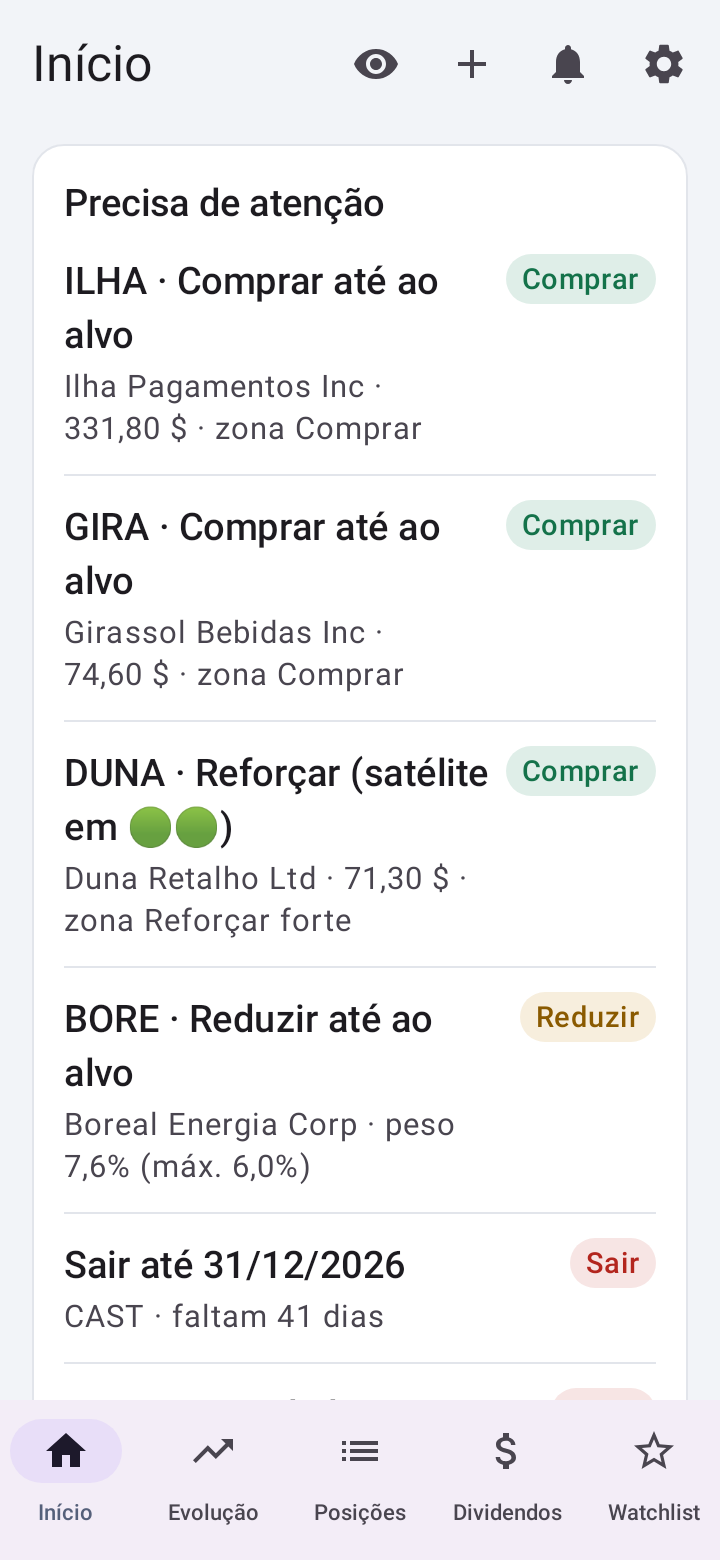 Início
Precisa de atenção
ILHA · Comprar até ao
alvo
Comprar
Ilha Pagamentos Inc ·
331,80 $ · zona Comprar
GIRA · Comprar até ao
alvo
Comprar
Girassol Bebidas Inc ·
74,60 $ · zona Comprar
DUNA · Reforçar (satélite
em 🟢🟢)
Comprar
Duna Retalho Ltd · 71,30 $ ·
zona Reforçar forte
BORE · Reduzir até ao
alvo
Reduzir
Boreal Energia Corp · peso
7,6% (máx. 6,0%)
Sair até 31/12/2026
Sair
CAST · faltam 41 dias
Início
Evolução
Posições
Dividendos
Watchlist